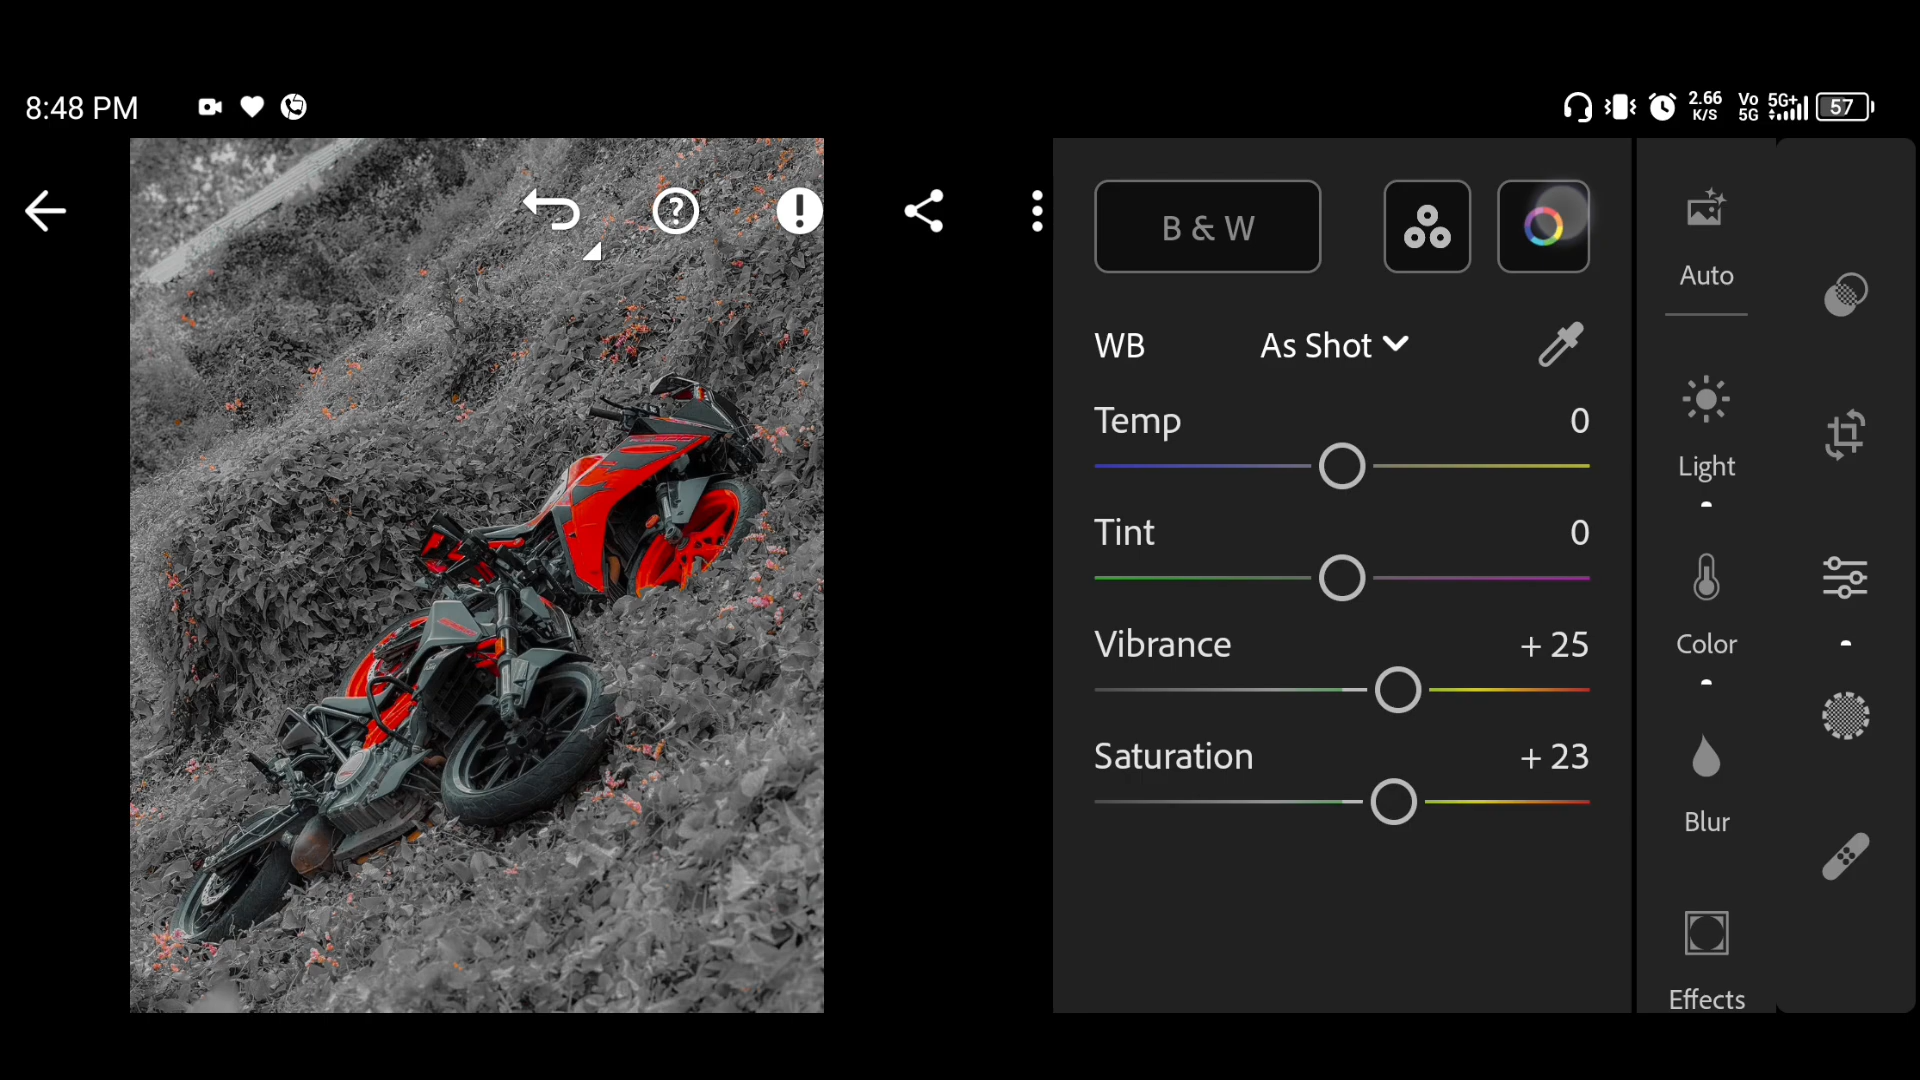 8:48 PM
2.66
K/S
Vo
5G
5G+
57
B & W
Auto
WB
As Shot
Temp
0
Light
Tint
0
Vibrance
+ 25
Color
Saturation
+ 23
Blur
Effects